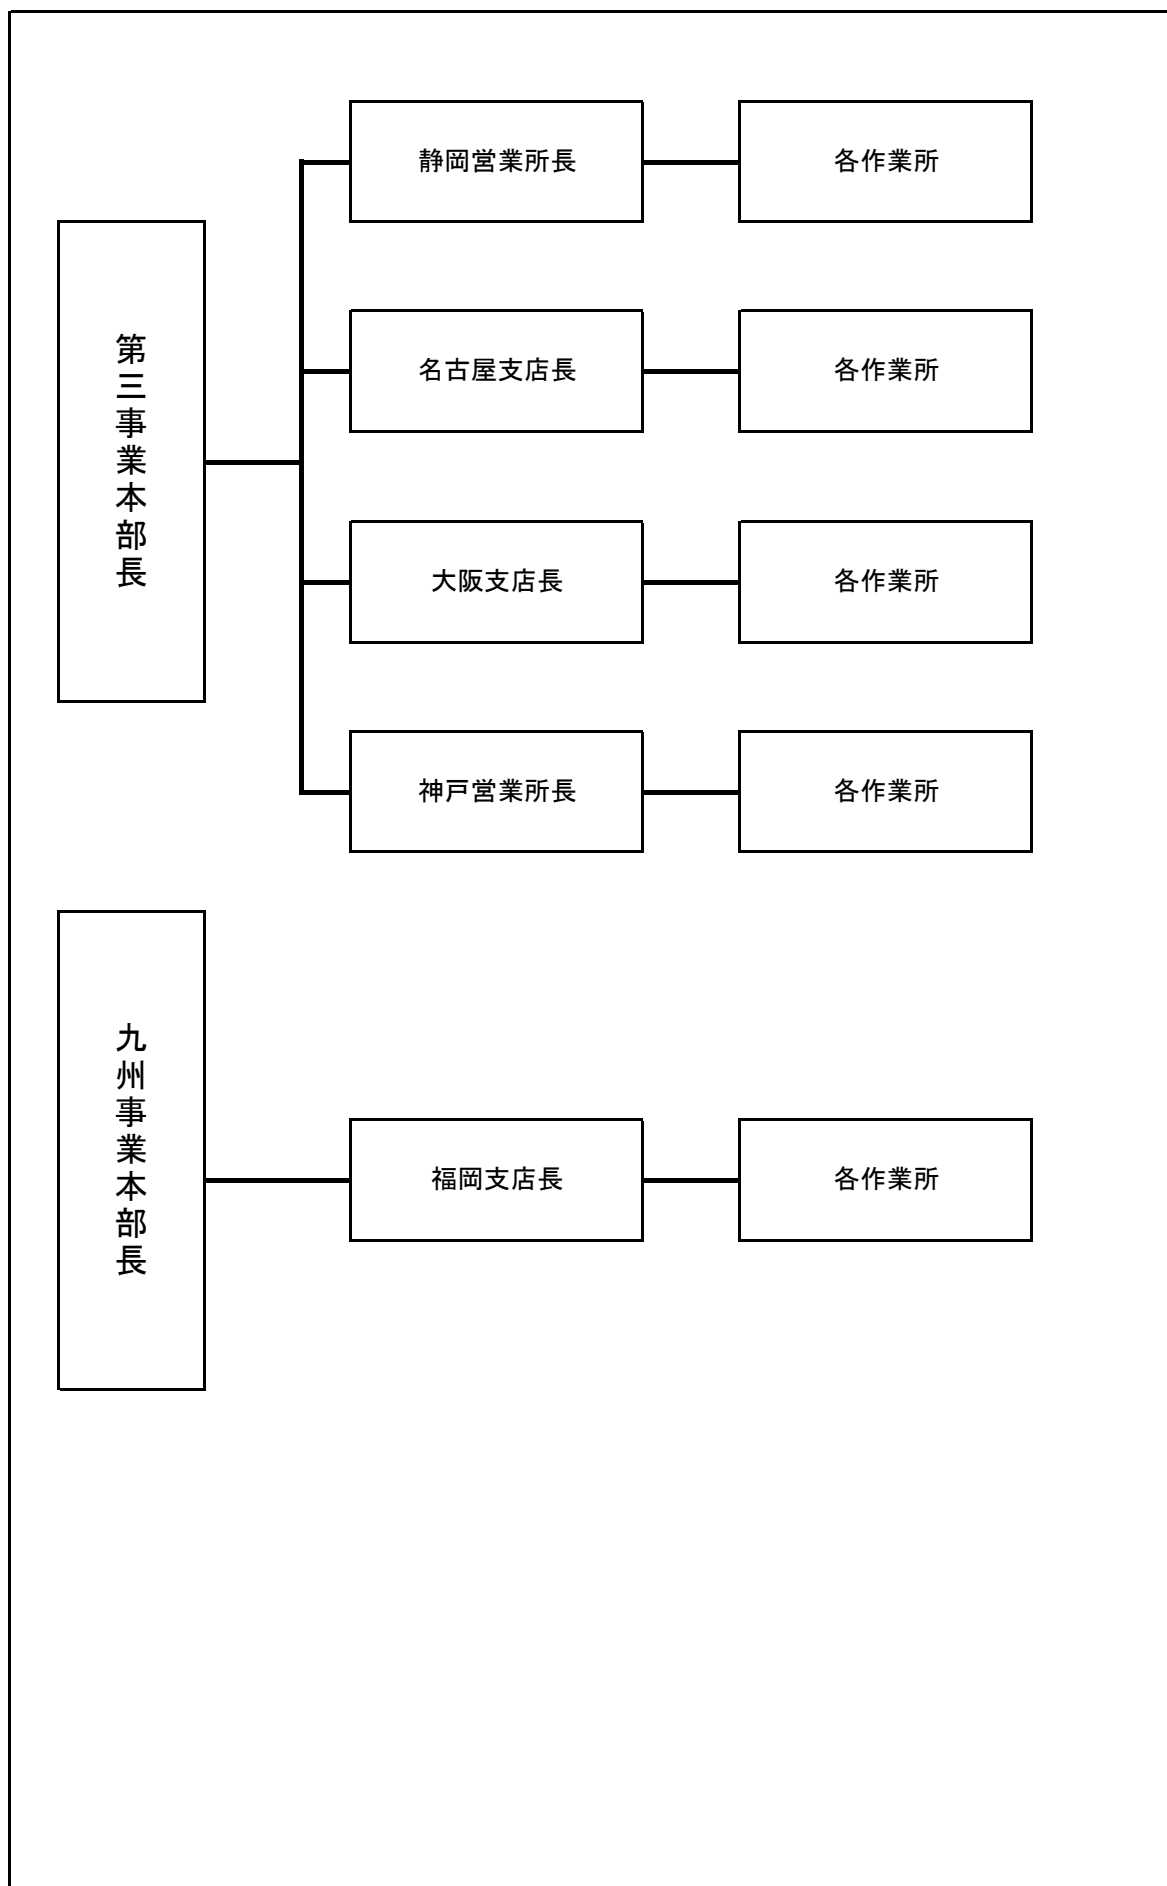 静岡営業所長
各作業所
第三事業本部長
名古屋支店長
各作業所
大阪支店長
各作業所
神戸営業所長
各作業所
九州事業本部長
福岡支店長
各作業所